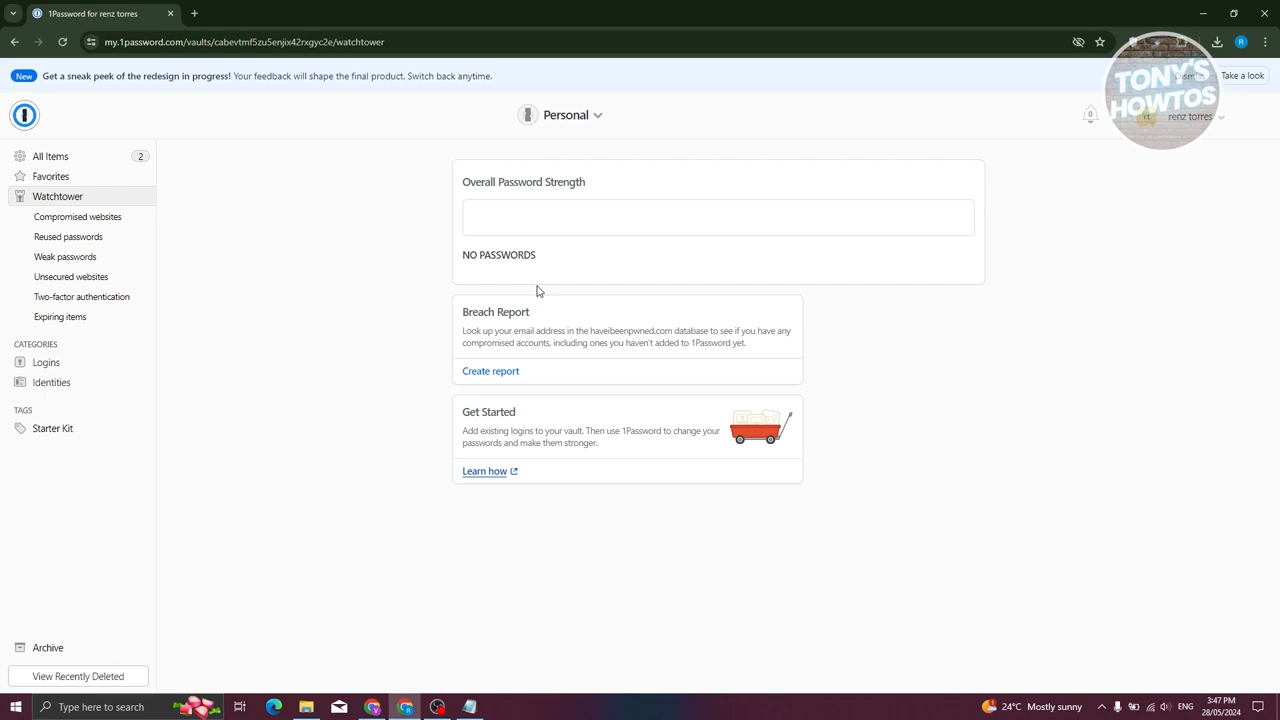 1Password for renz torres
my.1password.com/vaults/cabevtmf5zu5enjix42rxgyc2e/watchtower
R
New Get a sneak peek of the redesign in progress! Your feedback will shape the final product. Switch back anytime.
Take a look
TONY'S
HOWTOS
Personal
0
rt
renz torres
All Items 2
Favorites
Watchtower
Compromised websites
Reused passwords
Weak passwords
Unsecured websites
Two-factor authentication
Expiring items
CATEGORIES
Logins
Identities
TAGS
Starter Kit
Archive
View Recently Deleted
Overall Password Strength
NO PASSWORDS
Breach Report
Look up your email address in the haveibeenpwned.com database to see if you have any
compromised accounts, including ones you haven't added to 1Password yet.
Create report
Get Started
Add existing logins to your vault. Then use 1Password to change your
passwords and make them stronger.
Learn how
Type here to search
24°C Mostly sunny
ENG
3:47 PM
28/05/2024